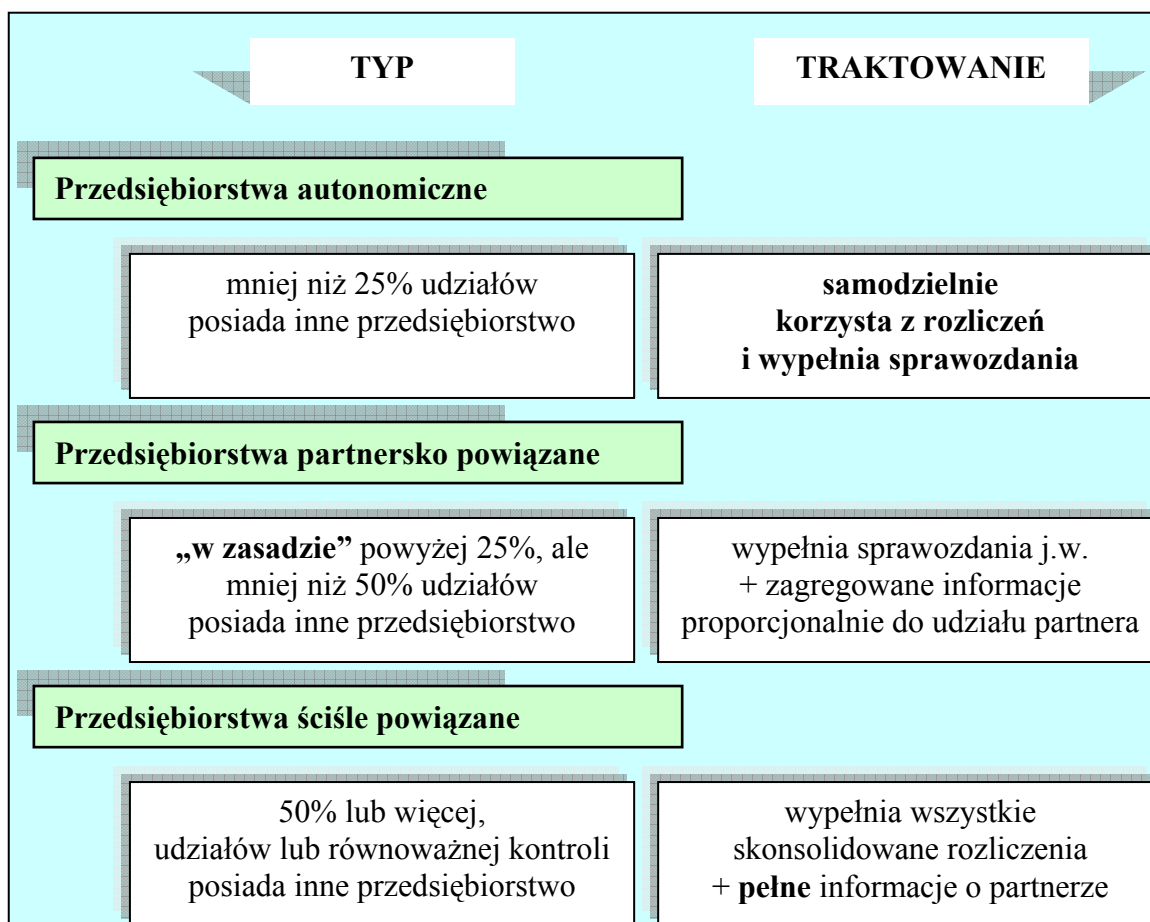 TYP
TRAKTOWANIE
Przedsiębiorstwa autonomiczne
mniej niż 25% udziałów
posiada inne przedsiębiorstwo
samodzielnie
korzysta z rozliczeń
i wypełnia sprawozdania
Przedsiębiorstwa partnersko powiązane
„w zasadzie” powyżej 25%, ale
mniej niż 50% udziałów
posiada inne przedsiębiorstwo
wypełnia sprawozdania j.w.
+ zagregowane informacje
proporcjonalnie do udziału partnera
Przedsiębiorstwa ściśle powiązane
50% lub więcej,
udziałów lub równoważnej kontroli
posiada inne przedsiębiorstwo
wypełnia wszystkie
skonsolidowane rozliczenia
+ pełne informacje o partnerze